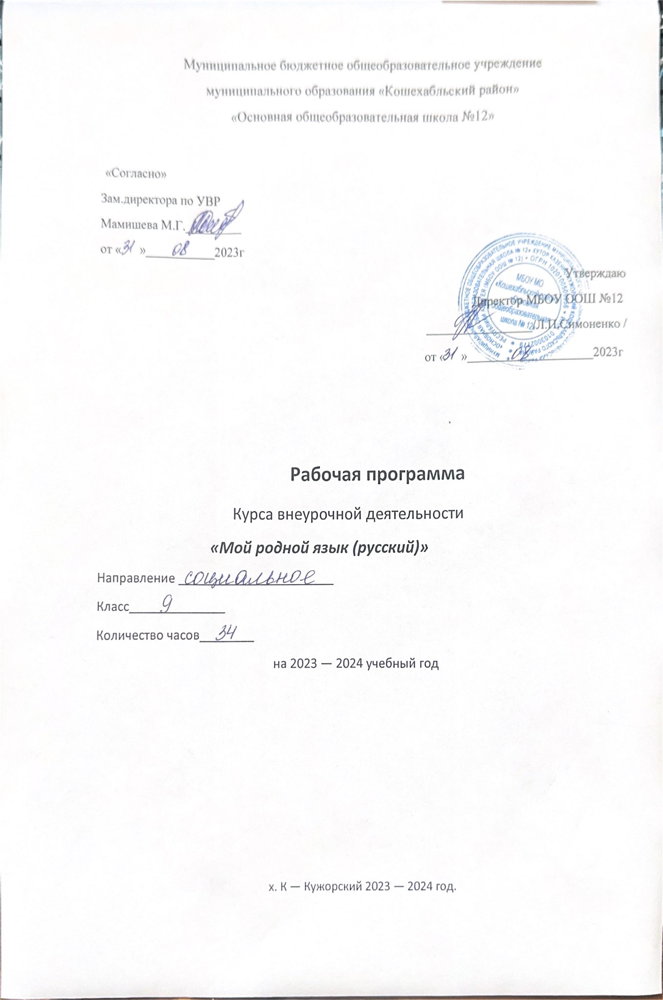 Муниципальное бюджетное общеобразовательное учреждение
муниципального образования «Кошехабльский район»
«Основная общеобразовательная школа №12»
«Согласно»
Зам.директора по УВР
Мамишева М.Г.
от «31 » 08 2023г
Утверждаю
Директор МБОУ ООШ №12
/Л.П.Симоненко /
от «31 » 08 2023г
МБОУ МО
«Кошехабльский район»
«Основная
общеобразовательная
школа № 12»
Рабочая программа
Курса внеурочной деятельности
«Мой родной язык (русский)»
Направление социальное
Класс 9
Количество часов 34
на 2023 — 2024 учебный год
х. К — Кужорский 2023 — 2024 год.